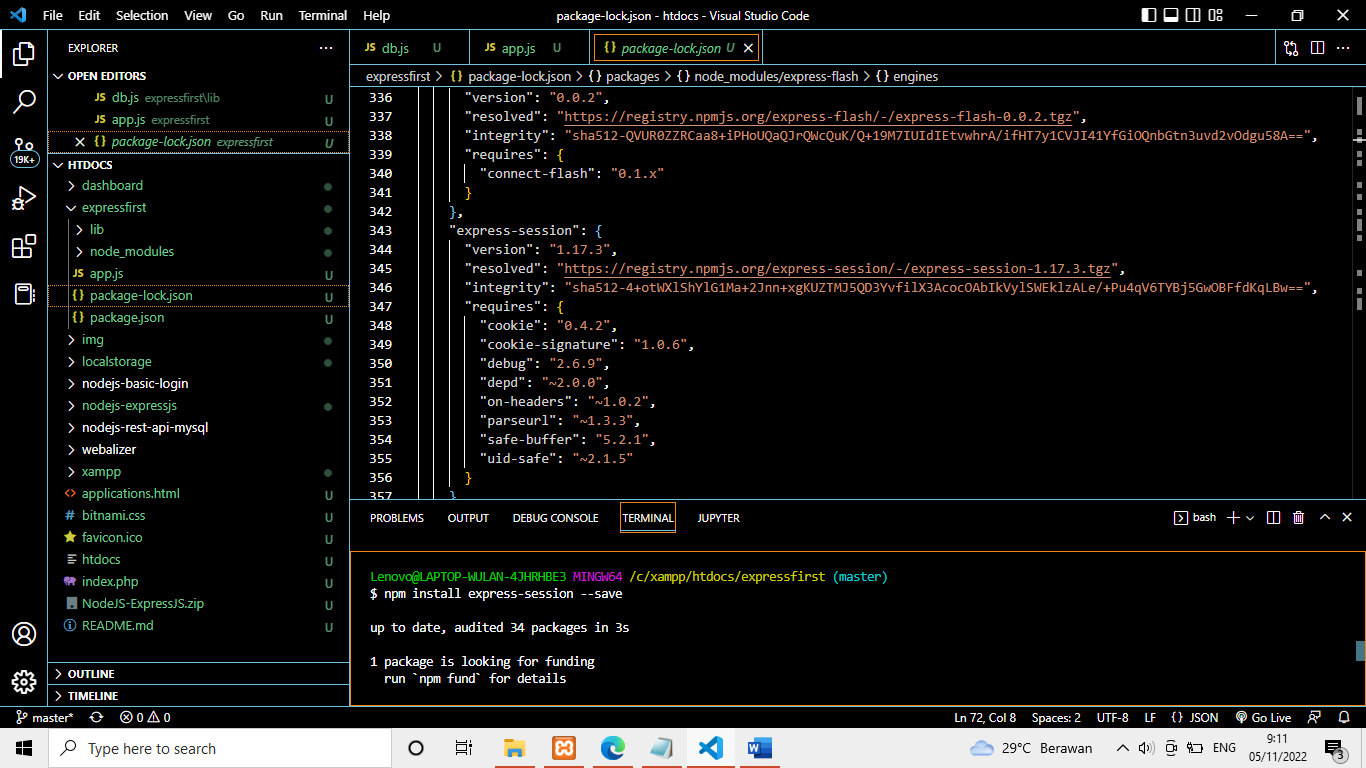 File Edit Selection View Go Run Terminal Help
package-lock.json - htdocs - Visual Studio Code
EXPLORER
OPEN EDITORS
JS db.js expressfirst\lib U
JS app.js expressfirst U
{} package-lock.json expressfirst U
HTDOCS
dashboard
expressfirst
lib
node_modules
JS app.js U
{} package-lock.json U
{} package.json U
img
localstorage
nodejs-basic-login
nodejs-expressjs
nodejs-rest-api-mysql
webalizer
xampp
<> applications.html U
# bitnami.css U
favicon.ico U
htdocs U
index.php U
NodeJS-ExpressJS.zip U
README.md U
OUTLINE
TIMELINE
19K+
JS db.js U
JS app.js U
{} package-lock.json U
expressfirst > {} package-lock.json > {} packages > {} node_modules/express-flash > {} engines
336 "version": "0.0.2",
337 "resolved": "https://registry.npmjs.org/express-flash/-/express-flash-0.0.2.tgz",
338 "integrity": "sha512-QVUR0ZZRCaa8+iPHoUQaQJrQWcQuK/Q+19M7IUIdIEtvwhrA/ifHT7y1CVJI41YfGiOQnbGtn3uvd2vOdgu58A==",
339 "requires": {
340 "connect-flash": "0.1.x"
341 }
342 },
343 "express-session": {
344 "version": "1.17.3",
345 "resolved": "https://registry.npmjs.org/express-session/-/express-session-1.17.3.tgz",
346 "integrity": "sha512-4+otWXlShYlG1Ma+2Jnn+xgKUZTMJ5QD3YvfilX3AcocOAbIkVylSWEklzALe/+Pu4qV6TYBj5GwOBFfdKqLBw==",
347 "requires": {
348 "cookie": "0.4.2",
349 "cookie-signature": "1.0.6",
350 "debug": "2.6.9",
351 "depd": "~2.0.0",
352 "on-headers": "~1.0.2",
353 "parseurl": "~1.3.3",
354 "safe-buffer": "5.2.1",
355 "uid-safe": "~2.1.5"
356 }
357 }
PROBLEMS OUTPUT DEBUG CONSOLE TERMINAL JUPYTER
bash
Lenovo@LAPTOP-WULAN-4JHRHBE3 MINGW64 /c/xampp/htdocs/expressfirst (master)
$ npm install express-session --save
up to date, audited 34 packages in 3s
1 package is looking for funding
run `npm fund` for details
master* 0 0
Ln 72, Col 8 Spaces: 2 UTF-8 LF {} JSON Go Live
Type here to search
29°C Berawan
ENG
9:11
05/11/2022
3